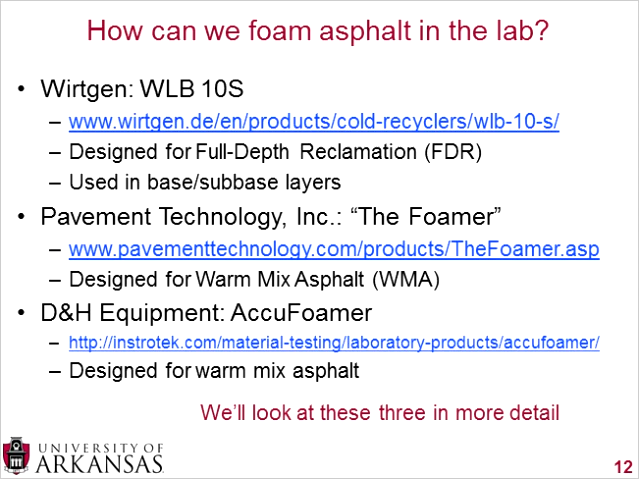 How can we foam asphalt in the lab?
• Wirtgen: WLB 10S
– www.wirtgen.de/en/products/cold-recyclers/wlb-10-s/
– Designed for Full-Depth Reclamation (FDR)
– Used in base/subbase layers
• Pavement Technology, Inc.: “The Foamer”
– www.pavementtechnology.com/products/TheFoamer.asp
– Designed for Warm Mix Asphalt (WMA)
• D&H Equipment: AccuFoamer
– http://instrotek.com/material-testing/laboratory-products/accufoamer/
– Designed for warm mix asphalt
We’ll look at these three in more detail
UNIVERSITY OF
ARKANSAS
12